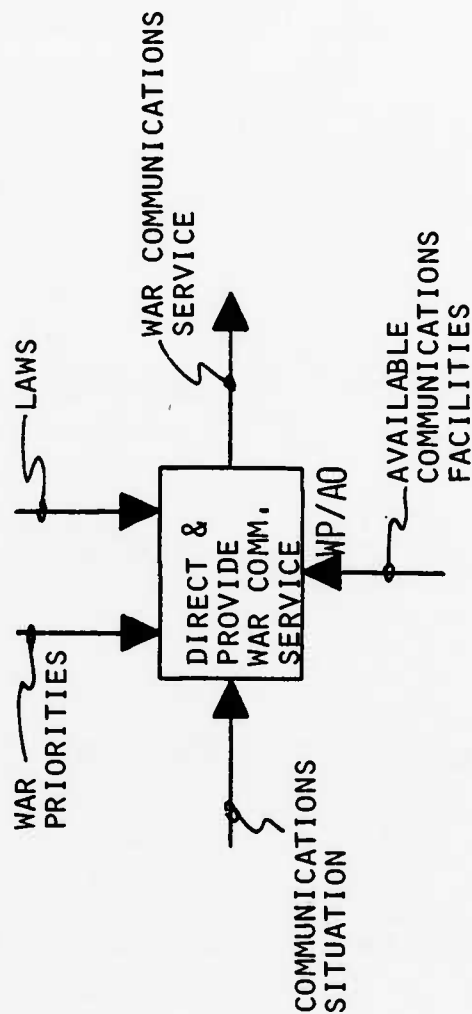 WAR
PRIORITIES
LAWS
WAR COMMUNICATIONS
SERVICE
DIRECT &
PROVIDE
WAR COMM.
SERVICE
WP/A0
COMMUNICATIONS
SITUATION
AVAILABLE
COMMUNICATIONS
FACILITIES